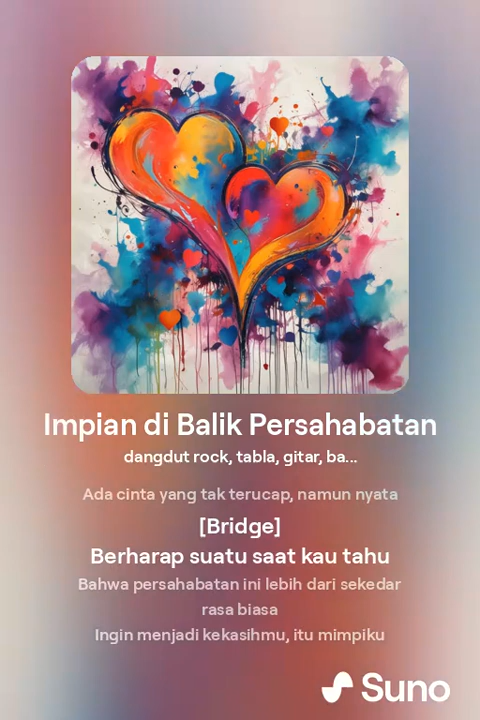 Impian di Balik Persahabatan
dangdut rock, tabla, gitar, ba...
Ada cinta yang tak terucap, namun nyata
[Bridge]
Berharap suatu saat kau tahu
Bahwa persahabatan ini lebih dari sekedar
rasa biasa
Ingin menjadi kekasihmu, itu mimpiku
Suno